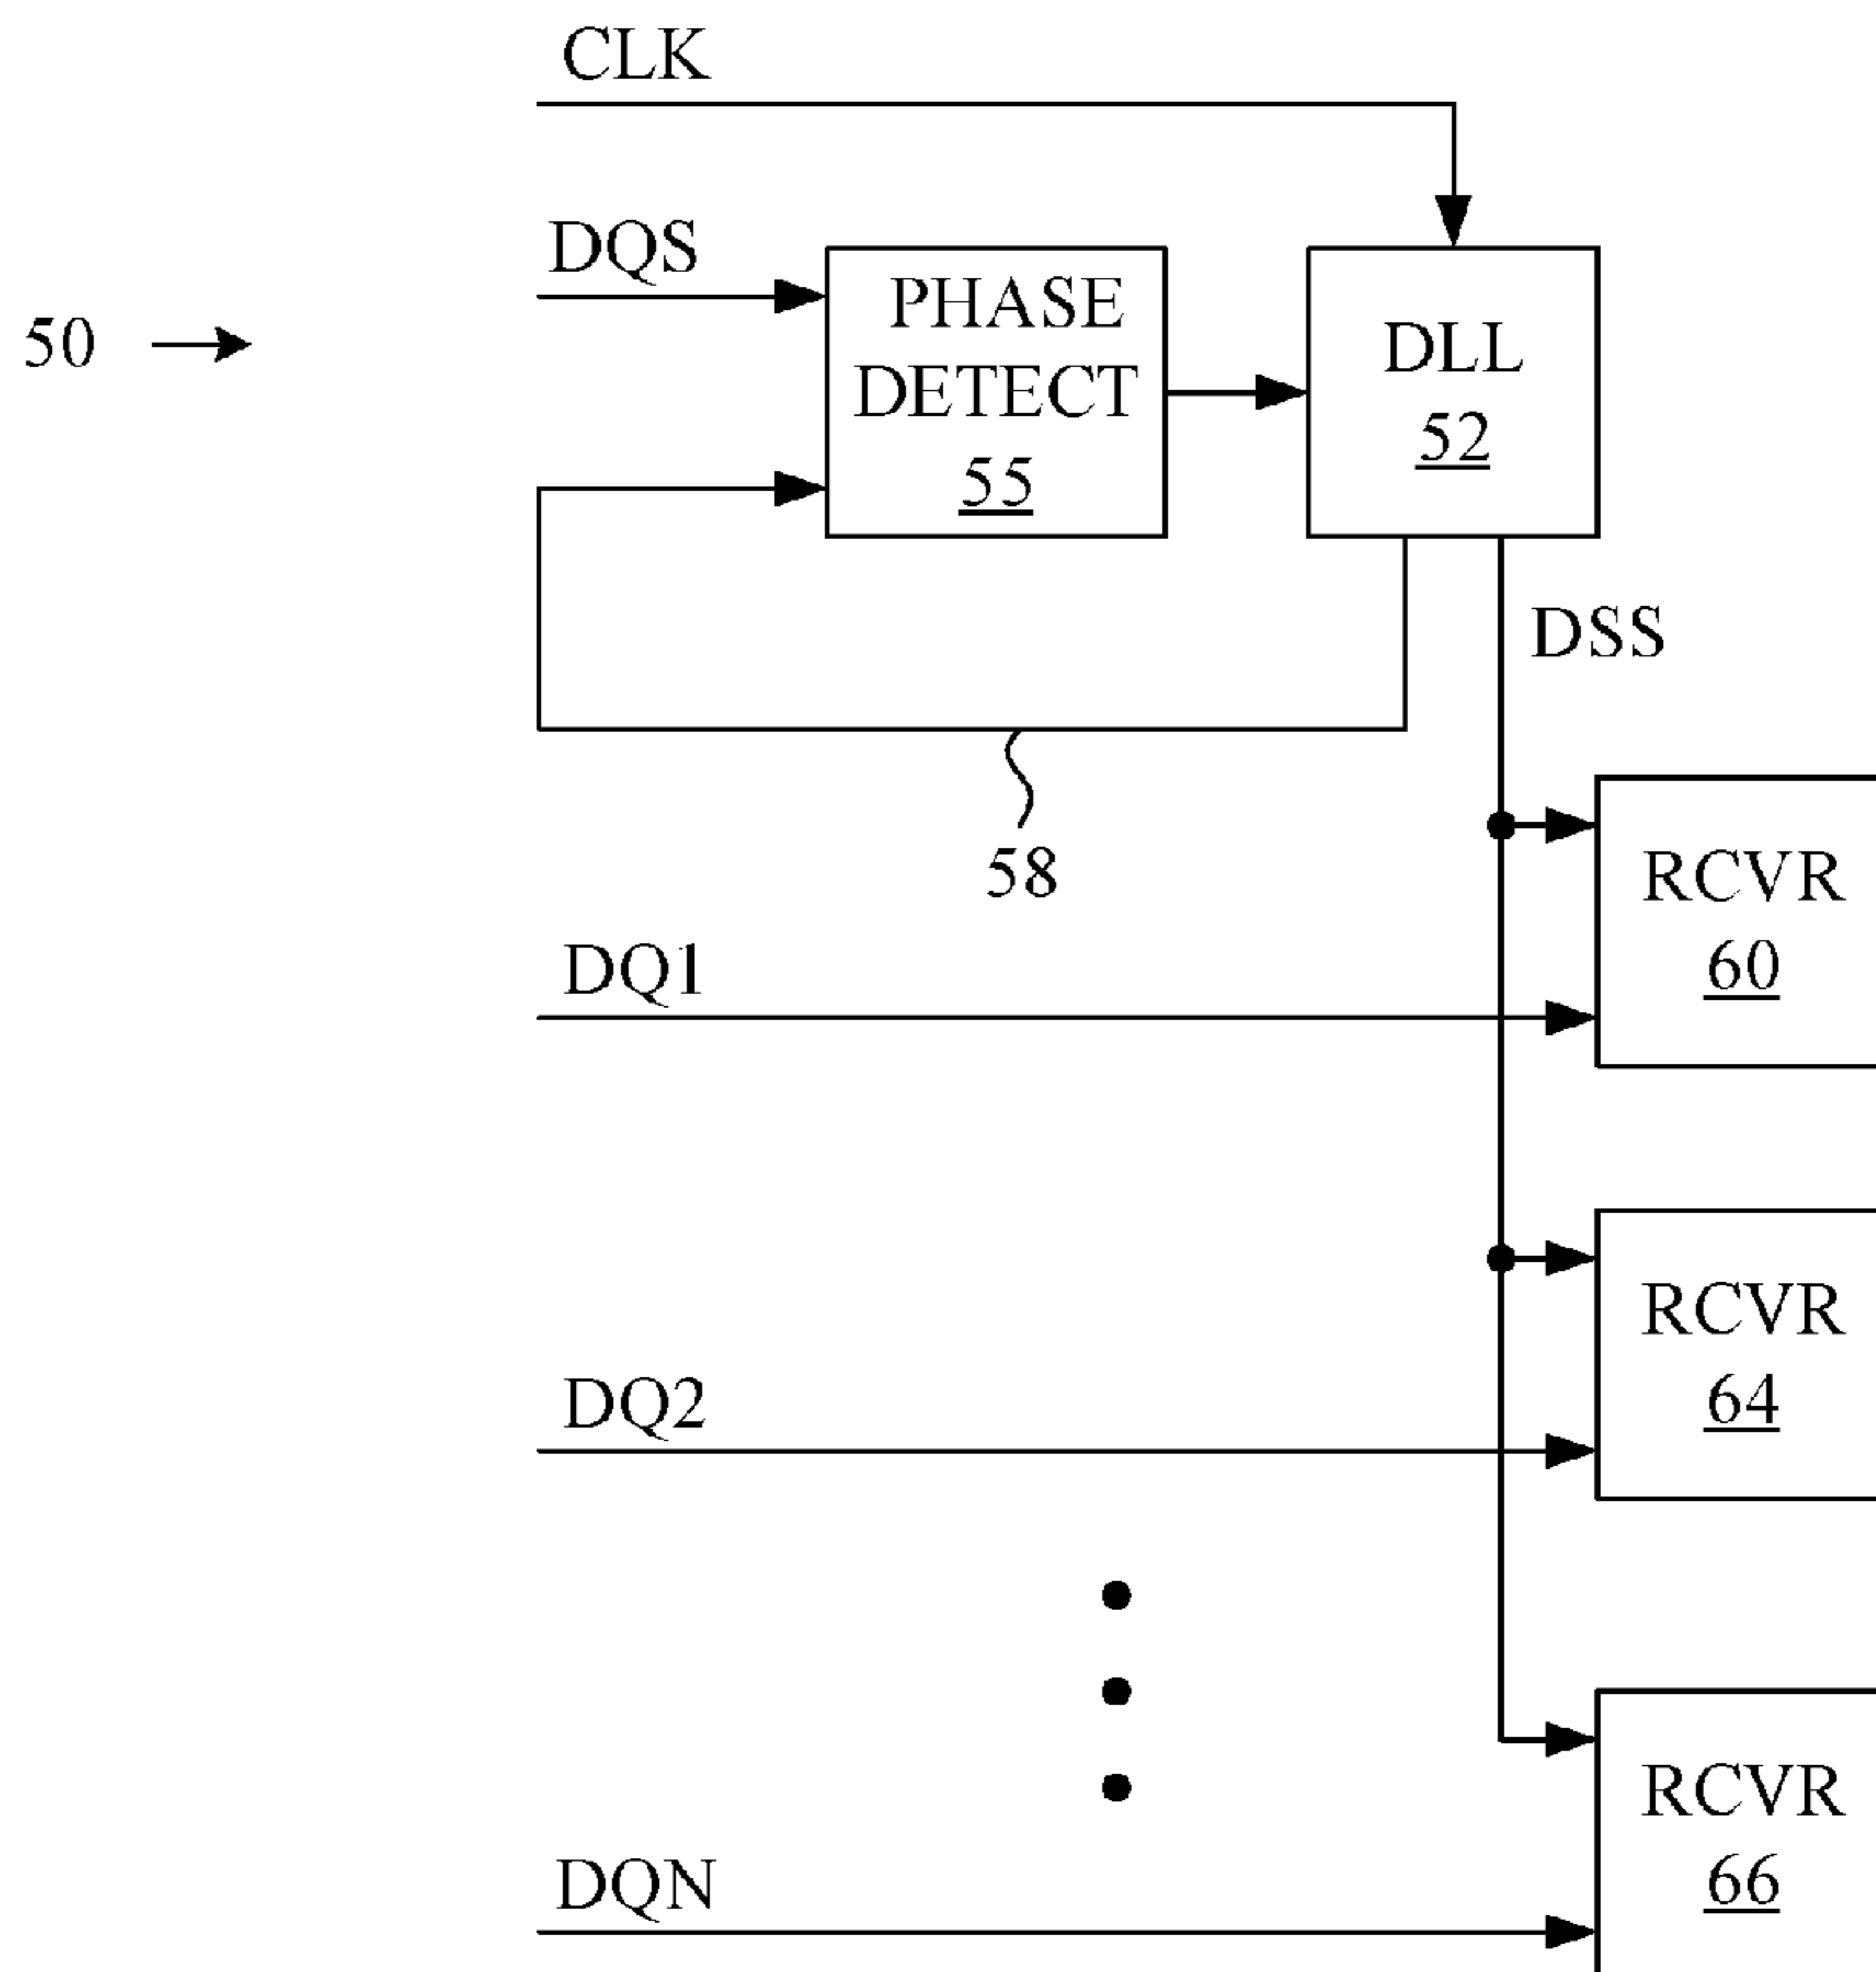 CLK
DQS
50
PHASE
DETECT
55
DLL
52
DSS
58
RCVR
60
DQ1
RCVR
64
DQ2
RCVR
66
DQN